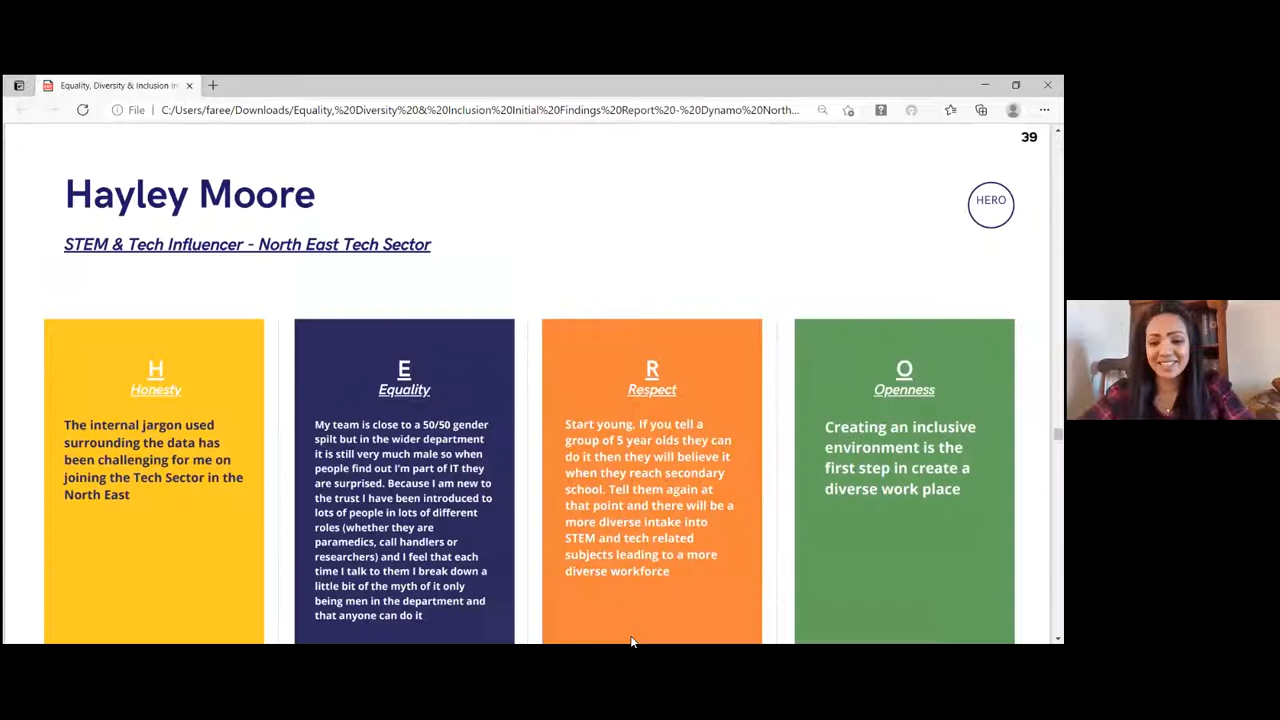 Equality, Diversity & Inclusion In
File
C:/Users/faree/Downloads/Equality,%20Diversity%20&%20Inclusion%20Initial%20Findings%20Report%20-%20Dynamo%20North...
39
Hayley Moore
HERO
STEM & Tech Influencer - North East Tech Sector
H
Honesty
The internal jargon used
surrounding the data has
been challenging for me on
joining the Tech Sector in the
North East
E
Equality
My team is close to a 50/50 gender
spilt but in the wider department
it is still very much male so when
people find out I'm part of IT they
are surprised. Because I am new to
the trust I have been introduced to
lots of people in lots of different
roles (whether they are
paramedics, call handlers or
researchers) and I feel that each
time I talk to them I break down a
little bit of the myth of it only
being men in the department and
that anyone can do it
R
Respect
Start young. If you tell a
group of 5 year olds they can
do it then they will believe it
when they reach secondary
school. Tell them again at
that point and there will be a
more diverse intake into
STEM and tech related
subjects leading to a more
diverse workforce
O
Openness
Creating an inclusive
environment is the
first step in create a
diverse work place